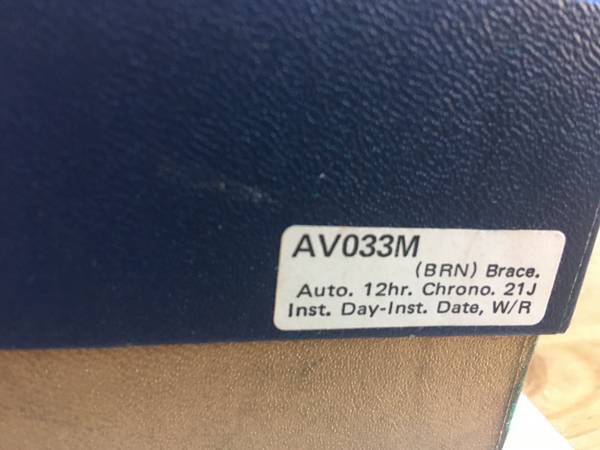 AV033M
(BRN) Brace.
Auto. 12hr. Chrono. 21J
Inst. Day-Inst. Date, W/R